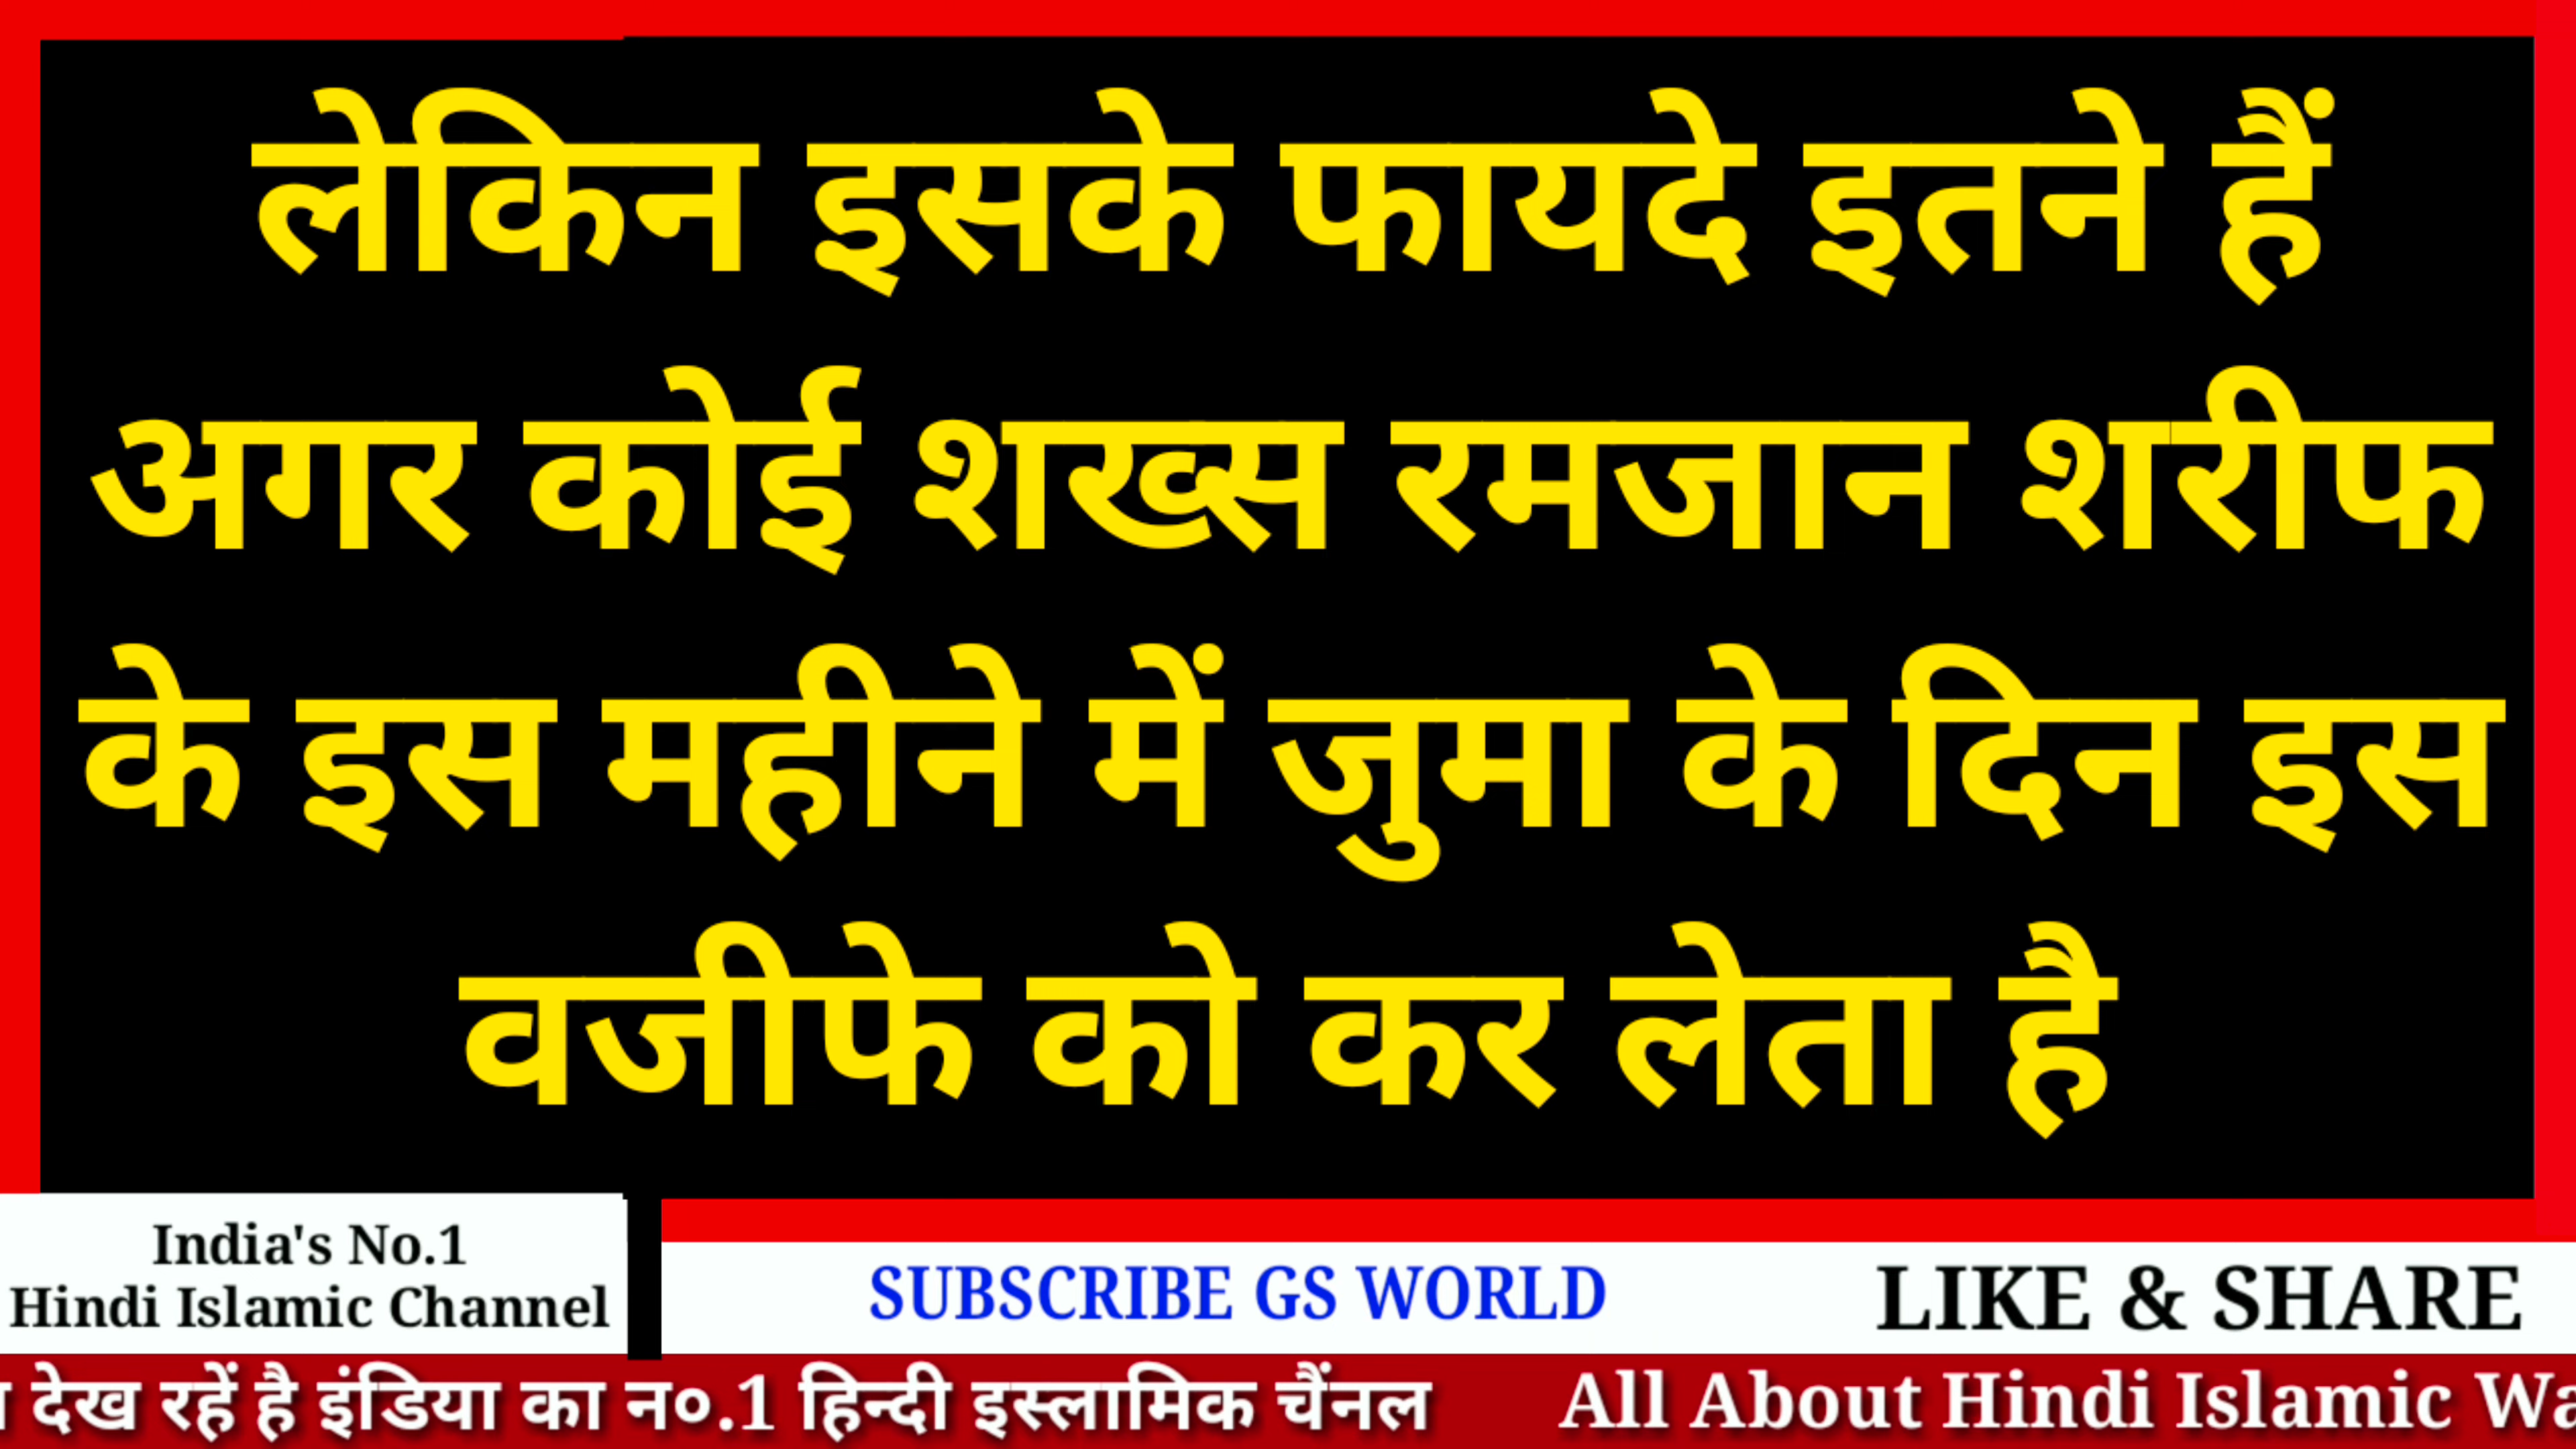 लेकिन इसके फायदे इतने हैं
अगर कोई शख्स रमजान शरीफ
के इस महीने में जुमा के दिन इस
वजीफे को कर लेता है
India's No.1
Hindi Islamic Channel
SUBSCRIBE GS WORLD
LIKE & SHARE
देख रहें है इंडिया का न०.1 हिन्दी इस्लामिक चैंनल
All About Hindi Islamic